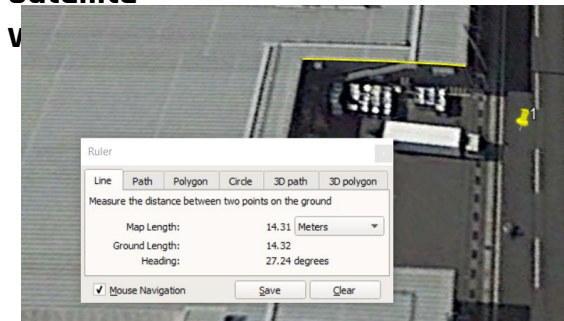 1
Ruler
Line Path Polygon Circle 3D path 3D polygon
Measure the distance between two points on the ground
Map Length: 14.31 Meters
Ground Length: 14.32
Heading: 27.24 degrees
Mouse Navigation Save Clear